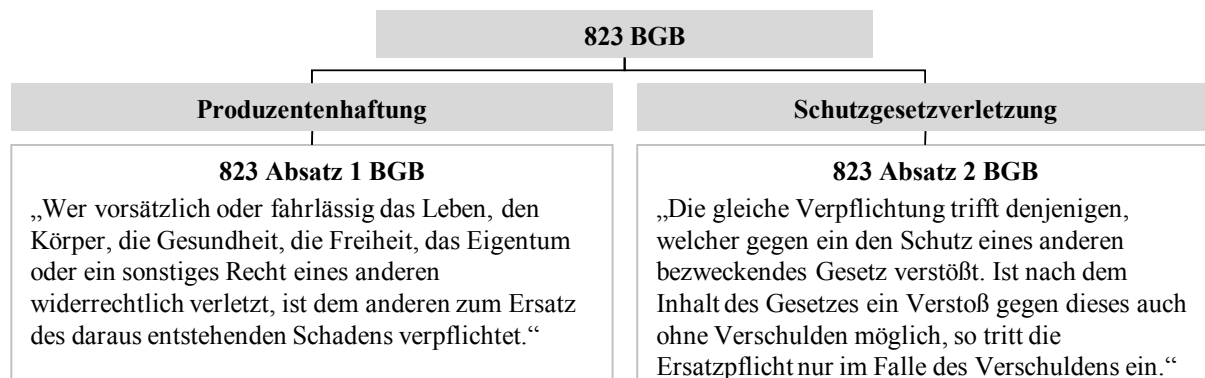 823 BGB
Produzentenhaftung
823 Absatz 1 BGB
„Wer vorsätzlich oder fahrlässig das Leben, den
Körper, die Gesundheit, die Freiheit, das Eigentum
oder ein sonstiges Recht eines anderen
widerrechtlich verletzt, ist dem anderen zum Ersatz
des daraus entstehenden Schadens verpflichtet.“
Schutzgesetzverletzung
823 Absatz 2 BGB
„Die gleiche Verpflichtung trifft denjenigen,
welcher gegen ein den Schutz eines anderen
bezweckendes Gesetz verstößt. Ist nach dem
Inhalt des Gesetzes ein Verstoß gegen dieses auch
ohne Verschulden möglich, so tritt die
Ersatzpflicht nur im Falle des Verschuldens ein.“